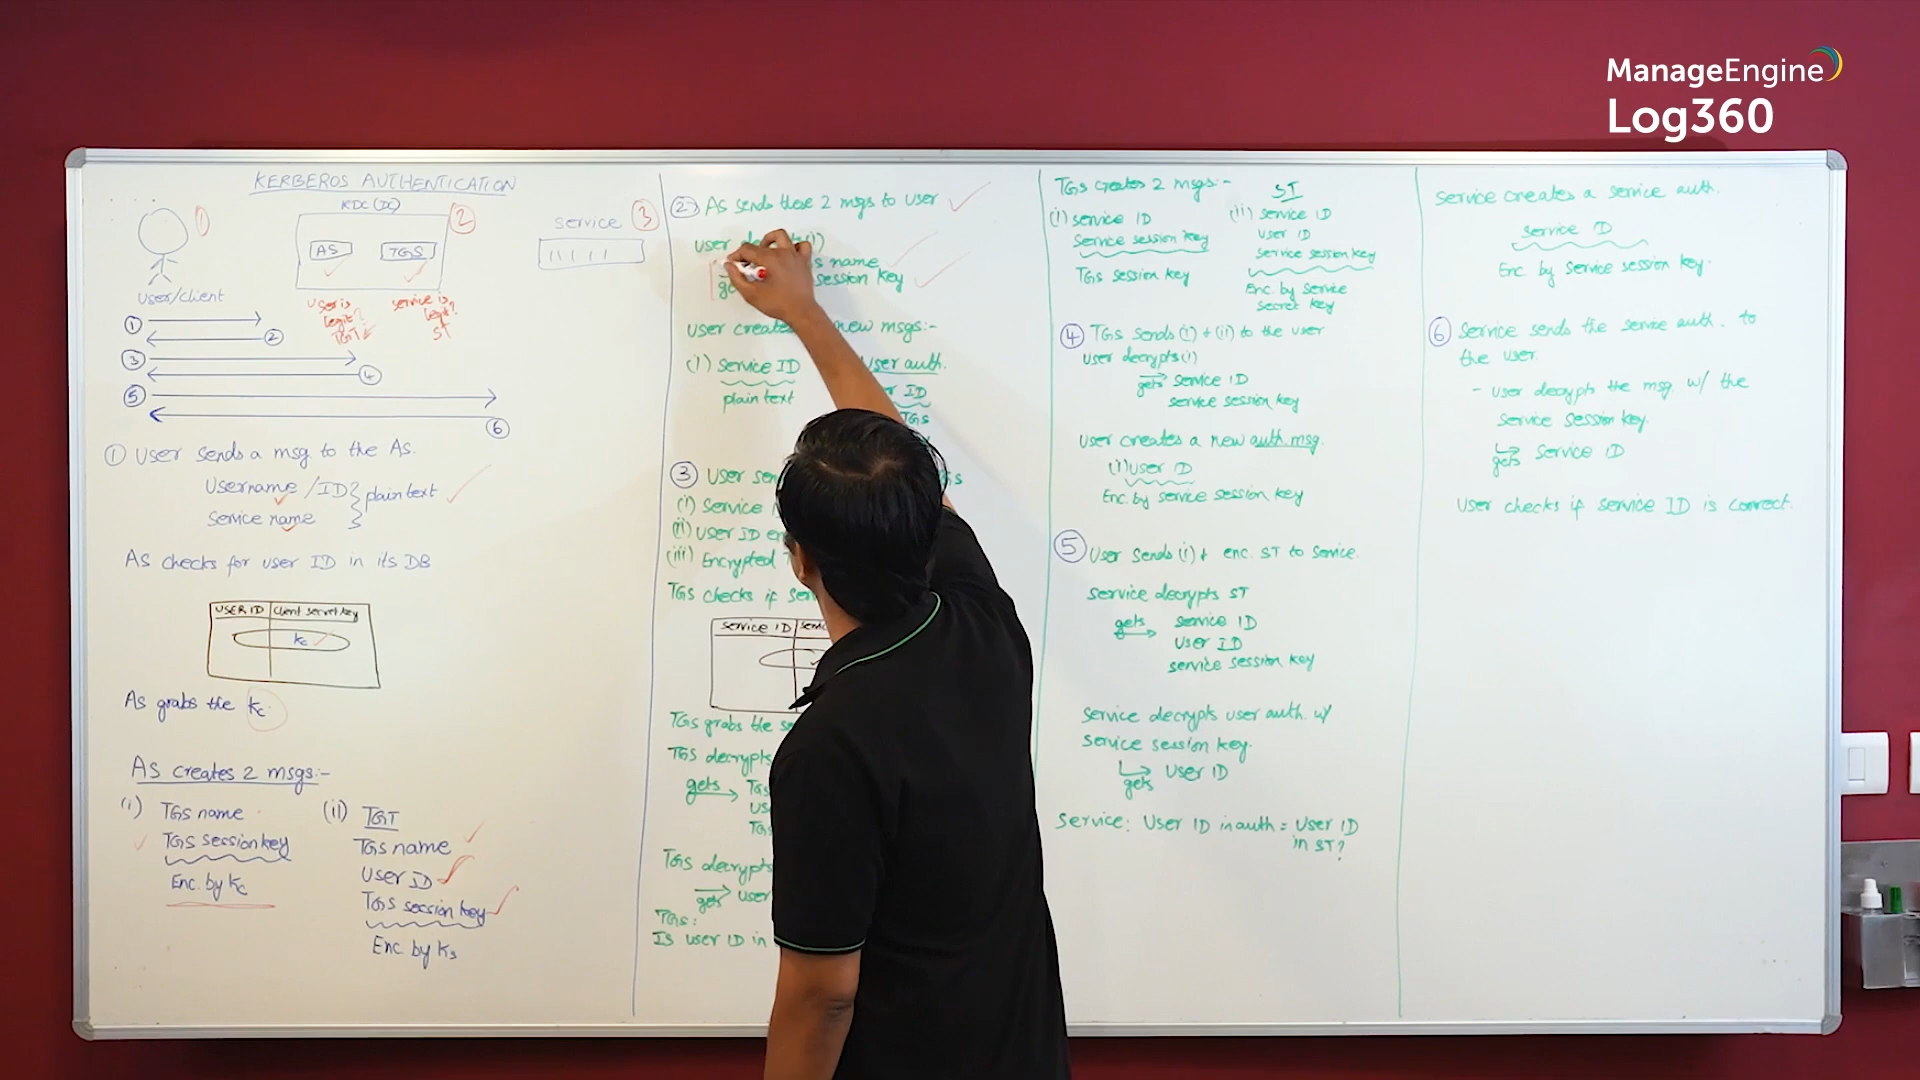 ManageEngine
Log360
KERBEROS AUTHENTICATION
KDC (DC)
1
2
service 3
AS
TGS
user/client
user is
legit?
TGT
service is
legit?
ST
1
2
3
4
5
6
1 User sends a msg to the As.
Username /ID } plain text
Service name
As checks for user ID in its DB
USER ID Client secret key
Kc
As grabs the Kc
As creates 2 msgs:-
(i) TGS name
TGS session key
Enc. by Kc
(ii) TGT
TGS name
User ID
TGS session key
Enc by Ks
2 As sends these 2 msgs to user
user (i)
name
session key
User creates new msgs:-
(i) Service ID
plain text
User auth.
ID
TGS
3 User
(i) Service
(ii) User ID
(iii) Encrypted
TGS checks if
Service ID
TGS grabs the
TGS decrypts
gets
TGS decrypts
gets user
TGS:
Is user ID in
TGS creates 2 msgs:-
(i) service ID
Service session key
TGS session key
ST
(ii) service ID
User ID
Service session key
Enc by Service
Secret key
4 TGS sends (i) + (ii) to the user
User decrypts (i)
gets service ID
service session key
User creates a new auth msg.
(i) User ID
Enc. by service session key
5 User sends (i) + enc. ST to Service.
Service decrypts ST
gets service ID
User ID
service session key
Service decrypts user auth. w/
Service session key.
gets User ID
Service: User ID in auth = User ID
in ST?
Service creates a service auth.
service ID
Enc. by Service session key.
6 Service sends the service auth. to
the user.
- User decrypts the msg. w/ the
Service Session key.
gets Service ID
User checks if Service ID is correct.